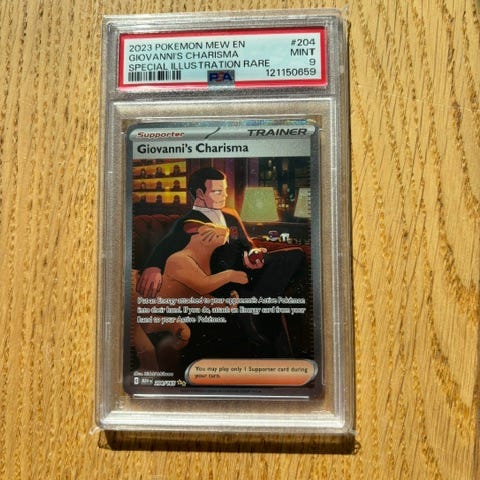 2023 POKEMON MEW EN #204
GIOVANNI'S CHARISMA MINT
SPECIAL ILLUSTRATION RARE 9
PSA 121150659
Supporter TRAINER
Giovanni's Charisma
Put an Energy attached to your opponent's Active Pokémon
into their hand. If you do, attach an Energy card from your
hand to your Active Pokémon.
You may play only 1 Supporter card during
your turn.
204/165